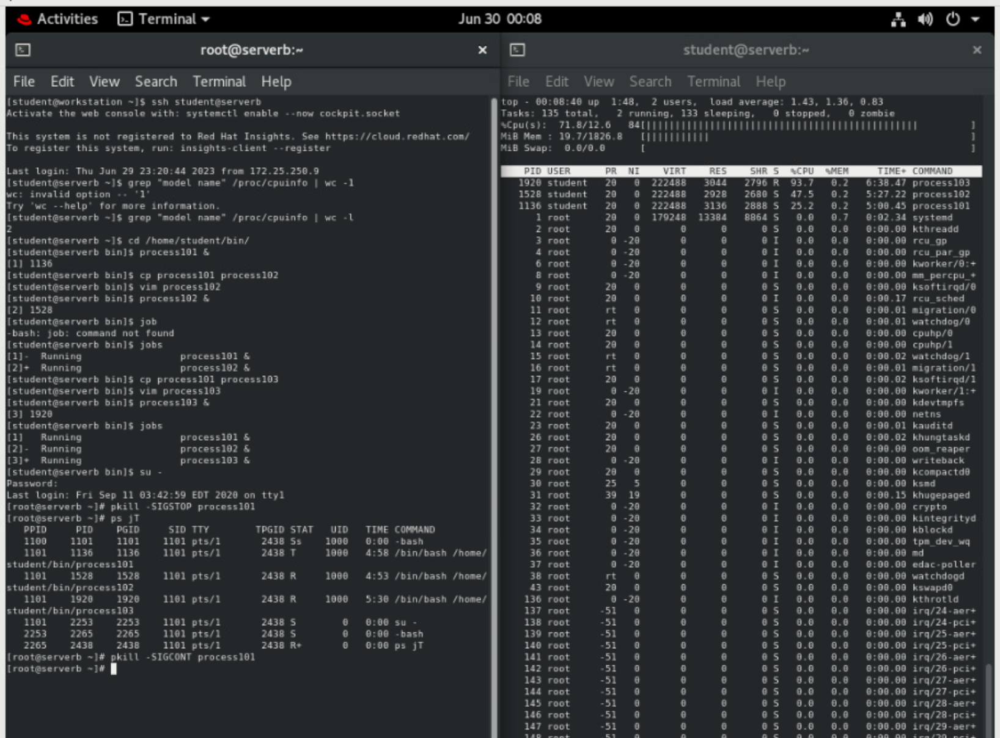 Activities Terminal Jun 30 00:08
root@serverb:~ ×
File Edit View Search Terminal Help
[student@workstation ~]$ ssh student@serverb
Activate the web console with: systemctl enable --now cockpit.socket
This system is not registered to Red Hat Insights. See https://cloud.redhat.com/
To register this system, run: insights-client --register
Last login: Thu Jun 29 23:20:44 2023 from 172.25.250.9
[student@serverb ~]$ grep "model name" /proc/cpuinfo | wc -1
wc: invalid option -- '1'
Try 'wc --help' for more information.
[student@serverb ~]$ grep "model name" /proc/cpuinfo | wc -l
2
[student@serverb ~]$ cd /home/student/bin/
[student@serverb bin]$ process101 &
[1] 1136
[student@serverb bin]$ cp process101 process102
[student@serverb bin]$ vim process102
[student@serverb bin]$ process102 &
[2] 1528
[student@serverb bin]$ job
-bash: job: command not found
[student@serverb bin]$ jobs
[1]- Running process101 &
[2]+ Running process102 &
[student@serverb bin]$ cp process101 process103
[student@serverb bin]$ vim process103
[student@serverb bin]$ process103 &
[3] 1920
[student@serverb bin]$ jobs
[1] Running process101 &
[2]- Running process102 &
[3]+ Running process103 &
[student@serverb bin]$ su -
Password:
Last login: Fri Sep 11 03:42:59 EDT 2020 on tty1
[root@serverb ~]# pkill -SIGSTOP process101
[root@serverb ~]# ps jT
PPID PID PGID SID TTY TPGID STAT UID TIME COMMAND
1100 1101 1101 1101 pts/1 2438 Ss 1000 0:00 -bash
1101 1136 1136 1101 pts/1 2438 T 1000 4:58 /bin/bash /home/
student/bin/process101
1101 1528 1528 1101 pts/1 2438 R 1000 4:53 /bin/bash /home/
student/bin/process102
1101 1920 1920 1101 pts/1 2438 R 1000 5:30 /bin/bash /home/
student/bin/process103
1101 2253 2253 1101 pts/1 2438 S 0 0:00 su -
2253 2265 2265 1101 pts/1 2438 S 0 0:00 -bash
2265 2438 2438 1101 pts/1 2438 R+ 0 0:00 ps jT
[root@serverb ~]# pkill -SIGCONT process101
[root@serverb ~]#
student@serverb:~ ×
File Edit View Search Terminal Help
top - 00:08:40 up 1:48, 2 users, load average: 1.43, 1.36, 0.83
Tasks: 135 total, 2 running, 133 sleeping, 0 stopped, 0 zombie
%Cpu(s): 71.8/12.6 84[||||||||||||||||||||||||||||||||||||||||||||||| ]
MiB Mem : 19.7/1826.8 [||||||||||| ]
MiB Swap: 0.0/0.0 [ ]
PID USER PR NI VIRT RES SHR S %CPU %MEM TIME+ COMMAND
1920 student 20 0 222488 3044 2796 R 93.7 0.2 6:38.47 process103
1528 student 20 0 222488 2928 2680 S 47.5 0.2 5:27.22 process102
1136 student 20 0 222488 3136 2888 S 25.2 0.2 5:00.45 process101
1 root 20 0 179248 13384 8864 S 0.0 0.7 0:02.34 systemd
2 root 20 0 0 0 0 S 0.0 0.0 0:00.00 kthreadd
3 root 0 -20 0 0 0 I 0.0 0.0 0:00.00 rcu_gp
4 root 0 -20 0 0 0 I 0.0 0.0 0:00.00 rcu_par_gp
6 root 0 -20 0 0 0 I 0.0 0.0 0:00.00 kworker/0:+
8 root 0 -20 0 0 0 I 0.0 0.0 0:00.00 mm_percpu_+
9 root 20 0 0 0 0 S 0.0 0.0 0:00.00 ksoftirqd/0
10 root 20 0 0 0 0 I 0.0 0.0 0:00.17 rcu_sched
11 root rt 0 0 0 0 S 0.0 0.0 0:00.01 migration/0
12 root rt 0 0 0 0 S 0.0 0.0 0:00.01 watchdog/0
13 root 20 0 0 0 0 S 0.0 0.0 0:00.00 cpuhp/0
14 root 20 0 0 0 0 S 0.0 0.0 0:00.00 cpuhp/1
15 root rt 0 0 0 0 S 0.0 0.0 0:00.02 watchdog/1
16 root rt 0 0 0 0 S 0.0 0.0 0:00.01 migration/1
17 root 20 0 0 0 0 S 0.0 0.0 0:00.02 ksoftirqd/1
19 root 0 -20 0 0 0 I 0.0 0.0 0:00.00 kworker/1:+
21 root 20 0 0 0 0 S 0.0 0.0 0:00.00 kdevtmpfs
22 root 0 -20 0 0 0 I 0.0 0.0 0:00.00 netns
23 root 20 0 0 0 0 S 0.0 0.0 0:00.01 kauditd
26 root 20 0 0 0 0 S 0.0 0.0 0:00.02 khungtaskd
27 root 20 0 0 0 0 S 0.0 0.0 0:00.00 oom_reaper
28 root 0 -20 0 0 0 I 0.0 0.0 0:00.00 writeback
29 root 20 0 0 0 0 S 0.0 0.0 0:00.00 kcompactd0
30 root 25 5 0 0 0 S 0.0 0.0 0:00.00 ksmd
31 root 39 19 0 0 0 S 0.0 0.0 0:00.15 khugepaged
32 root 0 -20 0 0 0 I 0.0 0.0 0:00.00 crypto
33 root 0 -20 0 0 0 I 0.0 0.0 0:00.00 kintegrityd
34 root 0 -20 0 0 0 I 0.0 0.0 0:00.00 kblockd
35 root 0 -20 0 0 0 I 0.0 0.0 0:00.00 tpm_dev_wq
36 root 0 -20 0 0 0 I 0.0 0.0 0:00.00 md
37 root 0 -20 0 0 0 I 0.0 0.0 0:00.00 edac-poller
38 root rt 0 0 0 0 S 0.0 0.0 0:00.00 watchdogd
43 root 20 0 0 0 0 S 0.0 0.0 0:00.00 kswapd0
136 root 0 -20 0 0 0 I 0.0 0.0 0:00.00 kthrotld
137 root -51 0 0 0 0 S 0.0 0.0 0:00.00 irq/24-aer+
138 root -51 0 0 0 0 S 0.0 0.0 0:00.00 irq/24-pci+
139 root -51 0 0 0 0 S 0.0 0.0 0:00.00 irq/25-aer+
140 root -51 0 0 0 0 S 0.0 0.0 0:00.00 irq/25-pci+
141 root -51 0 0 0 0 S 0.0 0.0 0:00.00 irq/26-aer+
142 root -51 0 0 0 0 S 0.0 0.0 0:00.00 irq/26-pci+
143 root -51 0 0 0 0 S 0.0 0.0 0:00.00 irq/27-aer+
144 root -51 0 0 0 0 S 0.0 0.0 0:00.00 irq/27-pci+
145 root -51 0 0 0 0 S 0.0 0.0 0:00.00 irq/28-aer+
146 root -51 0 0 0 0 S 0.0 0.0 0:00.00 irq/28-pci+
147 root -51 0 0 0 0 S 0.0 0.0 0:00.00 irq/29-aer+